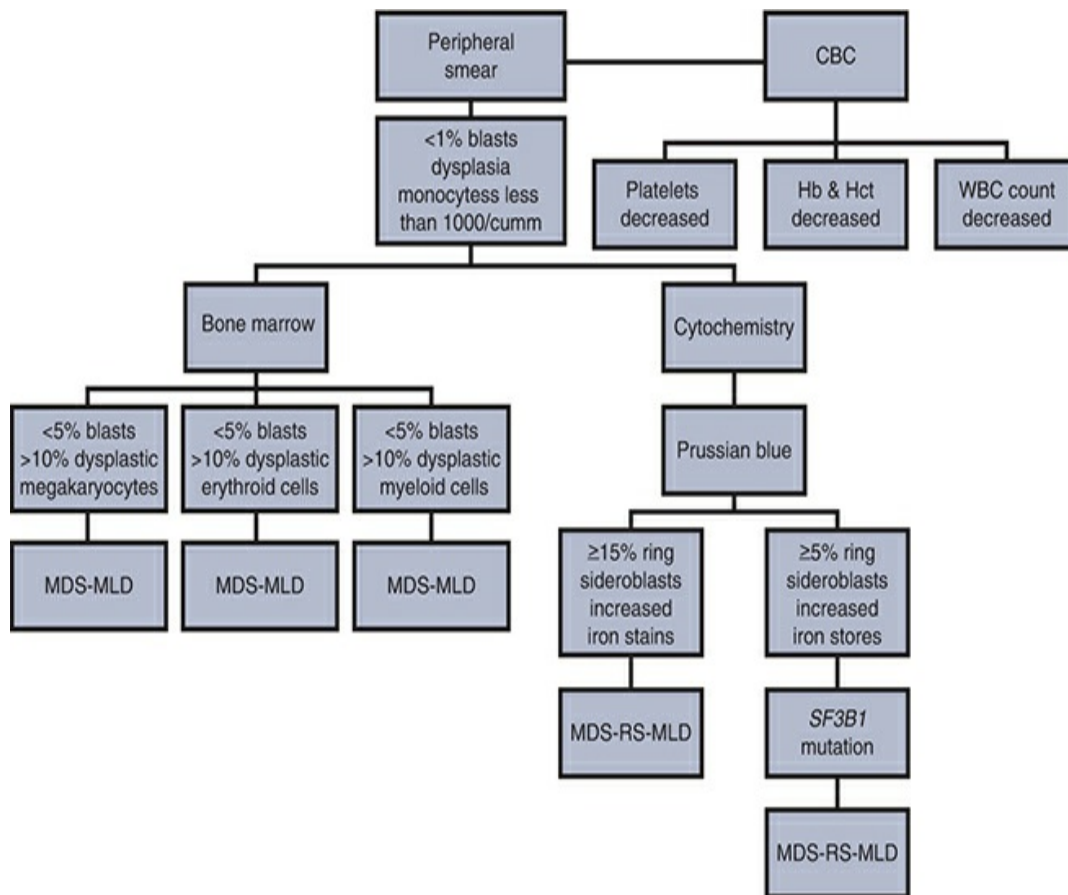 Peripheral
smear
CBC
<1% blasts
dysplasia
monocytess less
than 1000/cumm
Platelets
decreased
Hb & Hct
decreased
WBC count
decreased
Bone marrow
Cytochemistry
<5% blasts
>10% dysplastic
megakaryocytes
<5% blasts
>10% dysplastic
erythroid cells
<5% blasts
>10% dysplastic
myeloid cells
Prussian blue
MDS-MLD
MDS-MLD
MDS-MLD
≥15% ring
sideroblasts
increased
iron stains
≥5% ring
sideroblasts
increased
iron stores
MDS-RS-MLD
SF3B1
mutation
MDS-RS-MLD